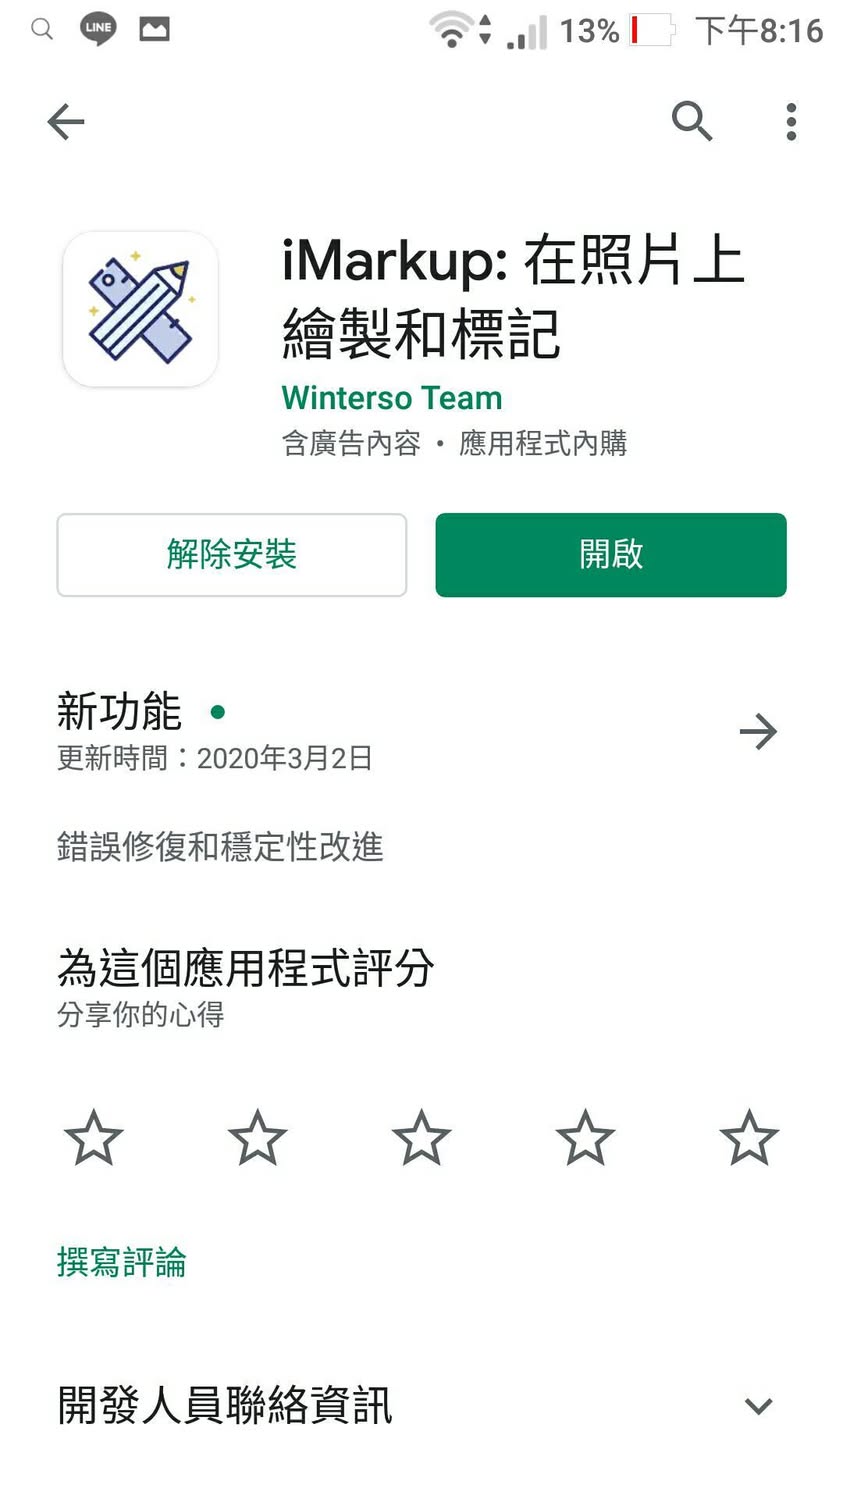 LINE 13% 下午8:16
iMarkup: 在照片上
繪製和標記
Winterso Team
含廣告內容 • 應用程式內購
解除安裝 開啟
新功能 •
更新時間：2020年3月2日
錯誤修復和穩定性改進
為這個應用程式評分
分享你的心得
撰寫評論
開發人員聯絡資訊